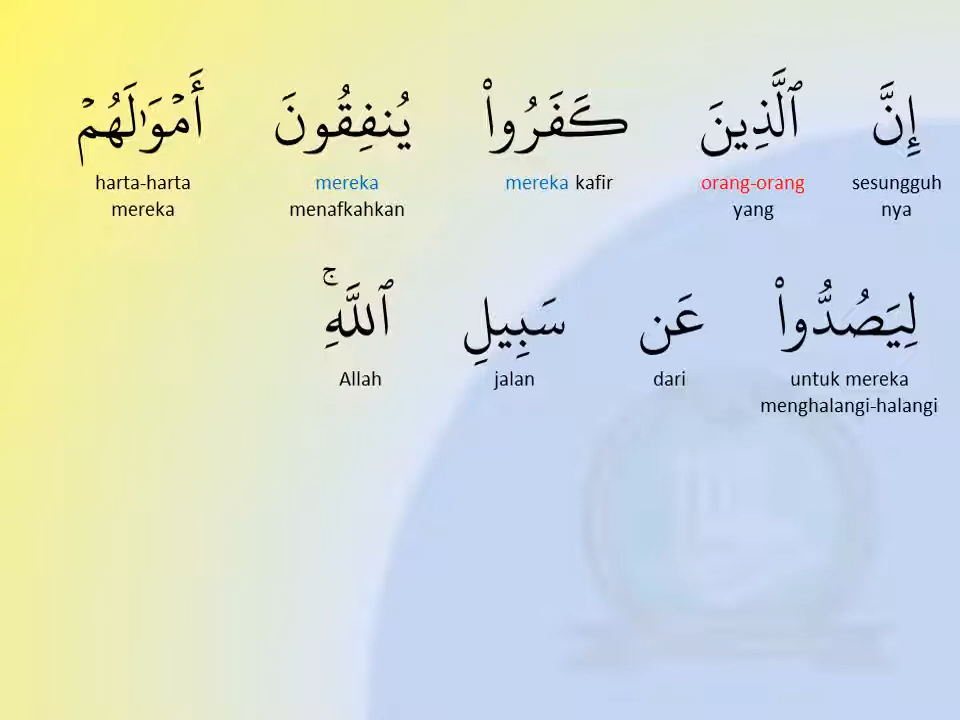 إِنَّ ٱلَّذِينَ كَفَرُوا۟ يُنفِقُونَ أَمْوَٰلَهُمْ
sesungguh orang-orang mereka kafir mereka harta-harta
nya yang menafkahkan mereka
لِيَصُدُّوا۟ عَن سَبِيلِ ٱللَّهِ ۚ
untuk mereka dari jalan Allah
menghalangi-halangi